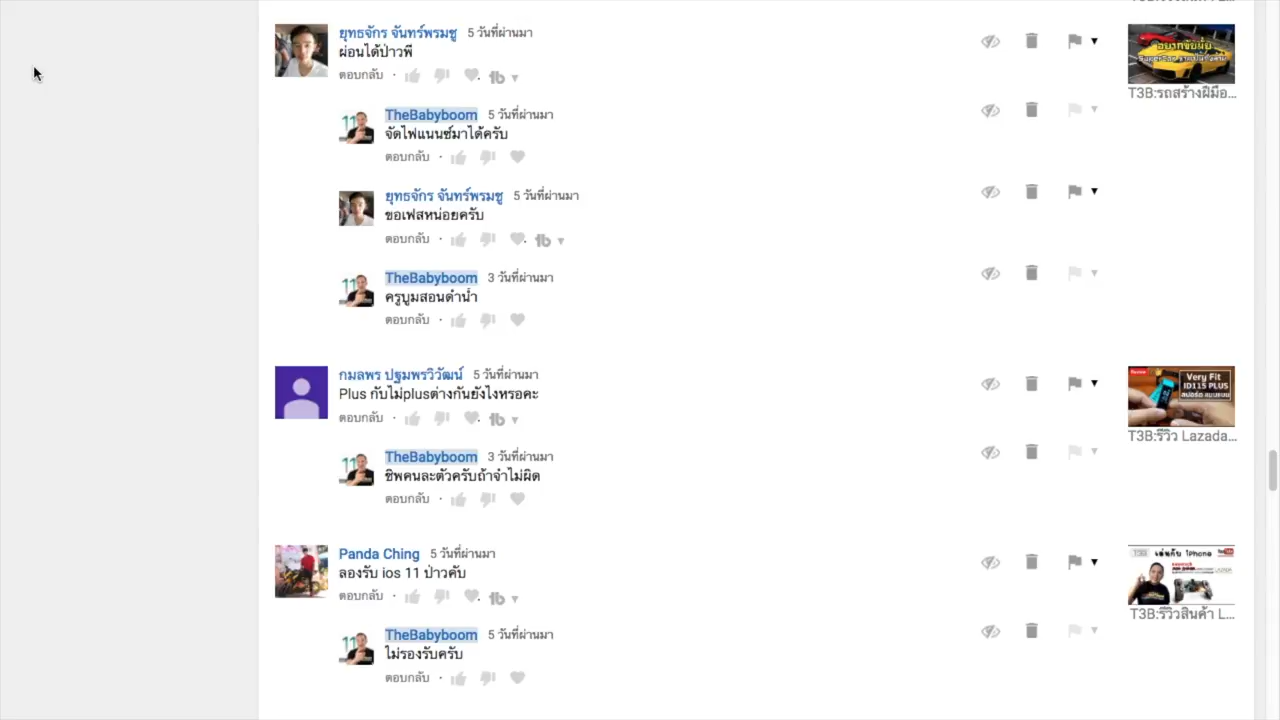 ยุทธจักร จันทร์พรมชู 5 วันที่ผ่านมา
ผ่อนได้ป่าวพี
ตอบกลับ ·
TheBabyboom 5 วันที่ผ่านมา
จัดไฟแนนซ์มาได้ครับ
ตอบกลับ ·
ยุทธจักร จันทร์พรมชู 5 วันที่ผ่านมา
ขอเฟสหน่อยครับ
ตอบกลับ ·
TheBabyboom 3 วันที่ผ่านมา
ครูบูมสอนดำน้ำ
ตอบกลับ ·
T3B:รถสร้างฝีมือ...
กมลพร ปฐมพรวิวัฒน์ 5 วันที่ผ่านมา
Plus กับไม่plusต่างกันยังไงหรอคะ
ตอบกลับ ·
TheBabyboom 3 วันที่ผ่านมา
ชิพคนละตัวครับถ้าจำไม่ผิด
ตอบกลับ ·
Very Fit
ID115 PLUS
T3B:รีวิว Lazada...
Panda Ching 5 วันที่ผ่านมา
ลองรับ ios 11 ป่าวคับ
ตอบกลับ ·
TheBabyboom 5 วันที่ผ่านมา
ไม่รองรับครับ
ตอบกลับ ·
T3B เล่นกับ iPhone
T3B:รีวิวสินค้า L...